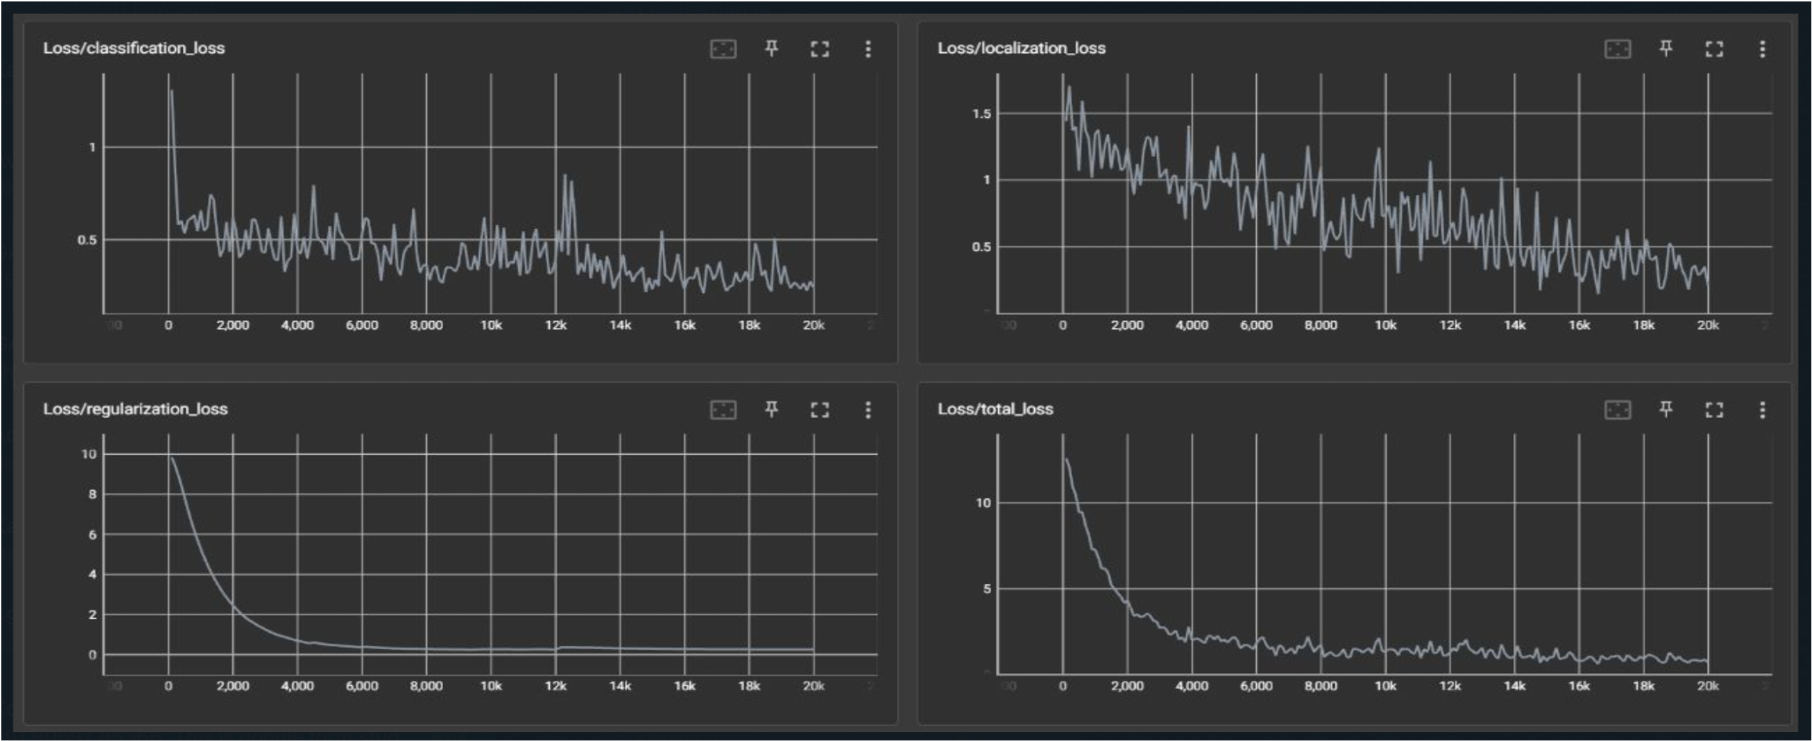 Loss/classification_loss
1
0.5
0 2,000 4,000 6,000 8,000 10k 12k 14k 16k 18k 20k
Loss/localization_loss
1.5
1
0.5
0 2,000 4,000 6,000 8,000 10k 12k 14k 16k 18k 20k
Loss/regularization_loss
10
8
6
4
2
0
0 2,000 4,000 6,000 8,000 10k 12k 14k 16k 18k 20k
Loss/total_loss
10
5
0 2,000 4,000 6,000 8,000 10k 12k 14k 16k 18k 20k